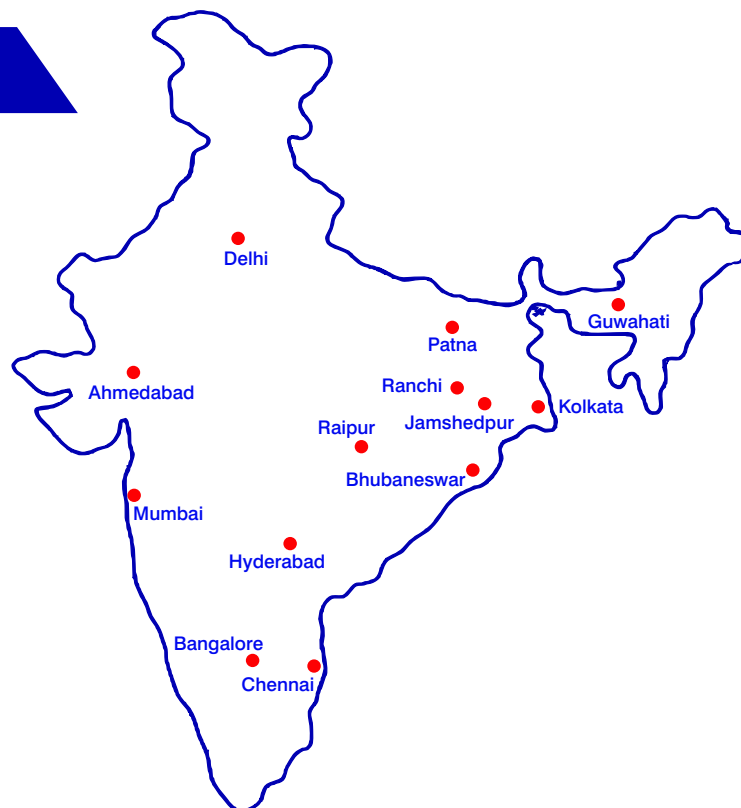 Delhi
Guwahati
Patna
Ahmedabad
Ranchi
Jamshedpur
Kolkata
Raipur
Bhubaneswar
Mumbai
Hyderabad
Bangalore
Chennai